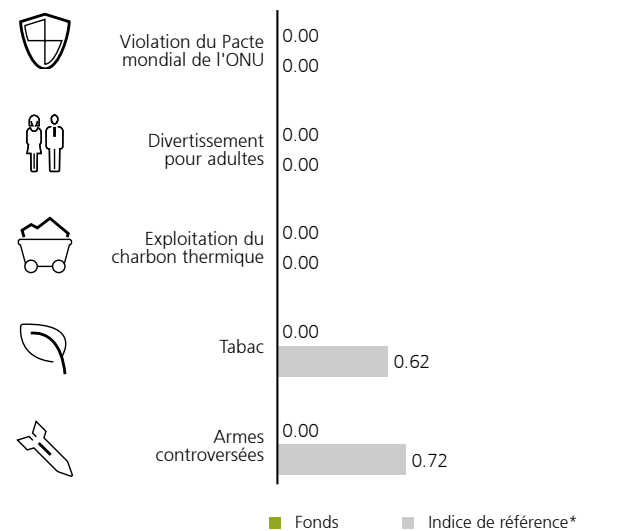 Violation du Pacte
mondial de l'ONU
0.00
0.00
Divertissement
pour adultes
0.00
0.00
Exploitation du
charbon thermique
0.00
0.00
Tabac
0.00
0.62
Armes
controversées
0.00
0.72
Fonds
Indice de référence*